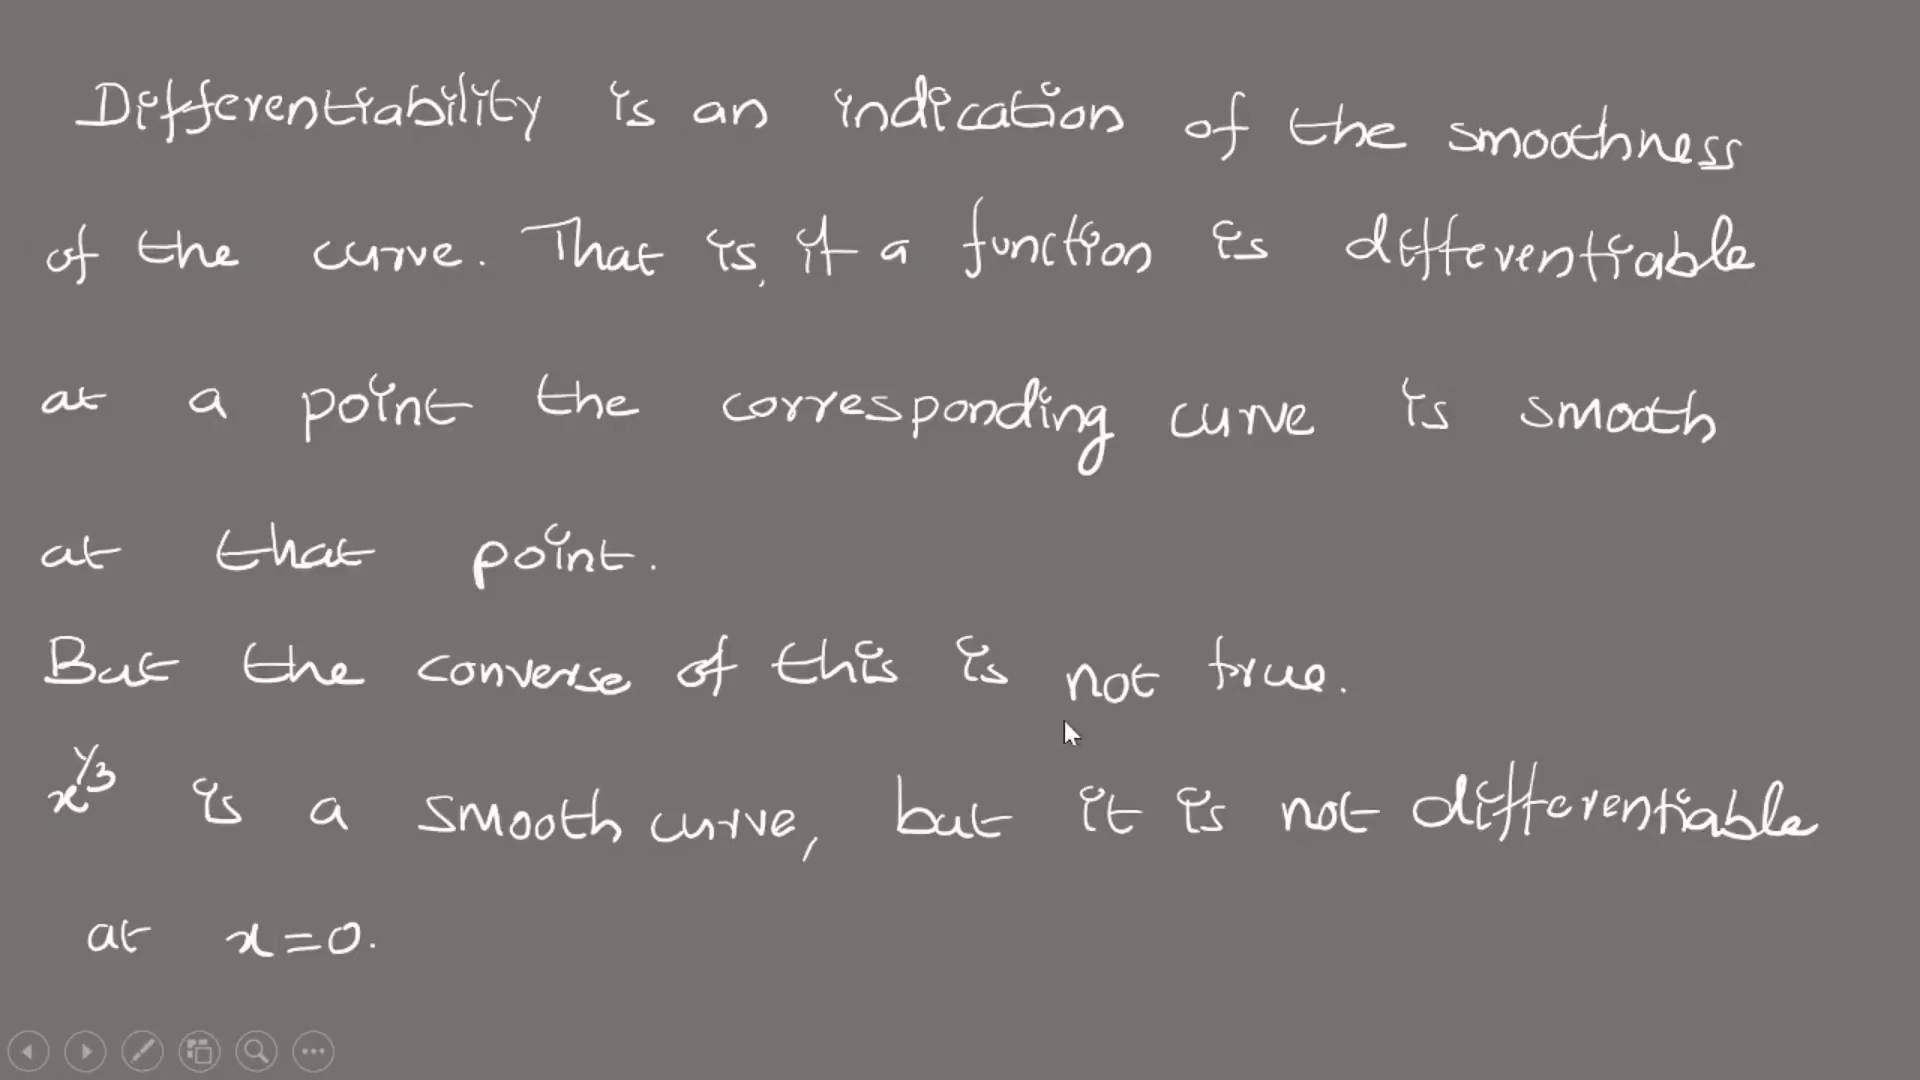 Differentiability is an indication of the smoothness
of the curve. That is, if a function is differentiable
at a point the corresponding curve is smooth
at that point.
But the converse of this is not true.
x^1/3 is a smooth curve, but it is not differentiable
at x=0.